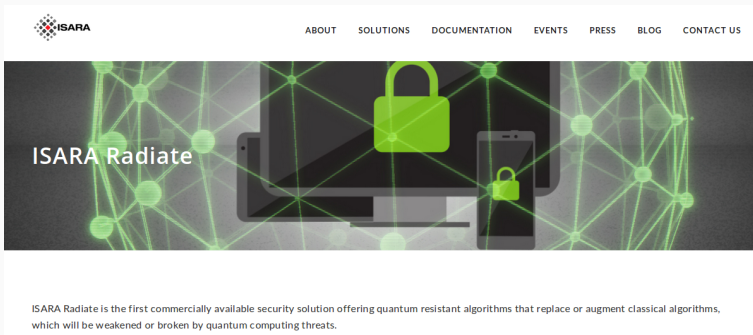 ISARA
ABOUT SOLUTIONS DOCUMENTATION EVENTS PRESS BLOG CONTACT US
ISARA Radiate
ISARA Radiate is the first commercially available security solution offering quantum resistant algorithms that replace or augment classical algorithms,
which will be weakened or broken by quantum computing threats.